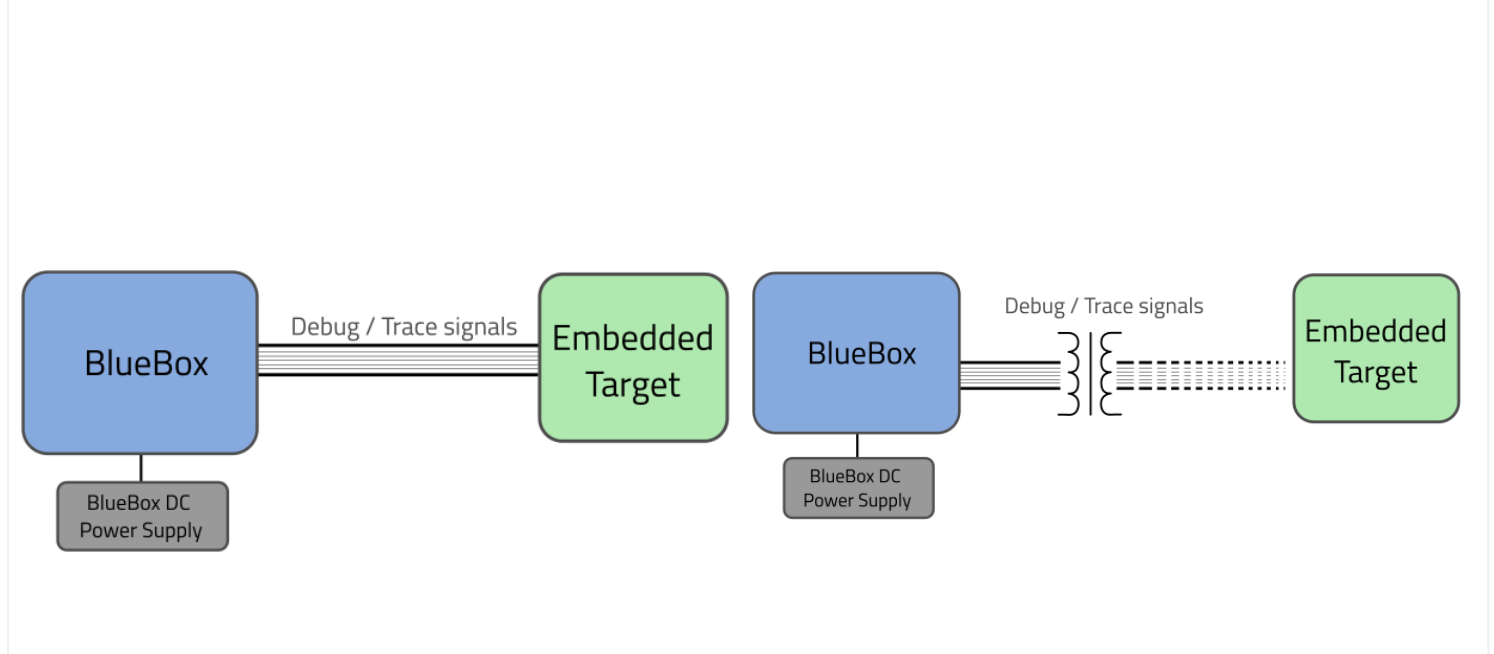 Debug / Trace signals
BlueBox
Embedded
Target
BlueBox DC
Power Supply
Debug / Trace signals
BlueBox
Embedded
Target
BlueBox DC
Power Supply